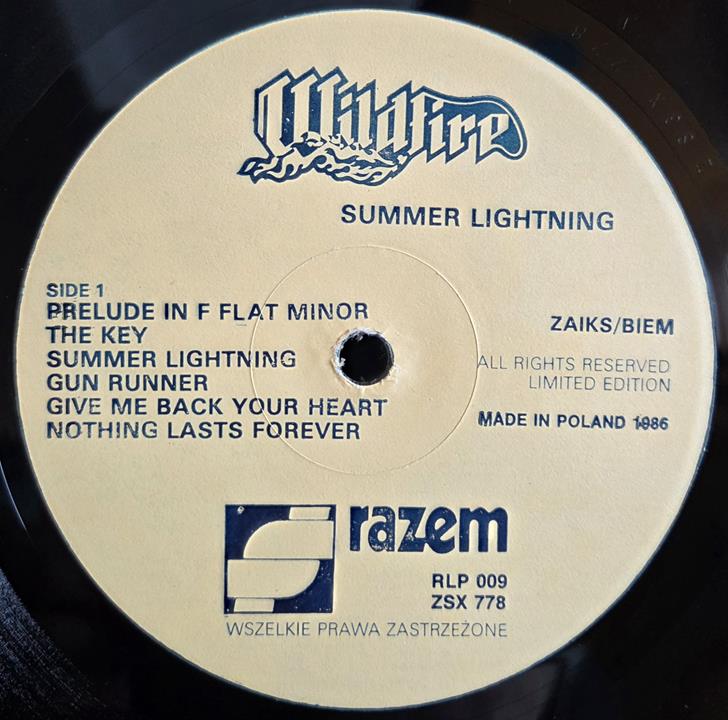 Wildfire
SUMMER LIGHTNING
SIDE 1
PRELUDE IN F FLAT MINOR
THE KEY
SUMMER LIGHTNING
GUN RUNNER
GIVE ME BACK YOUR HEART
NOTHING LASTS FOREVER
ZAIKS/BIEM
ALL RIGHTS RESERVED
LIMITED EDITION
MADE IN POLAND 1986
razem
RLP 009
ZSX 778
WSZELKIE PRAWA ZASTRZEŻONE